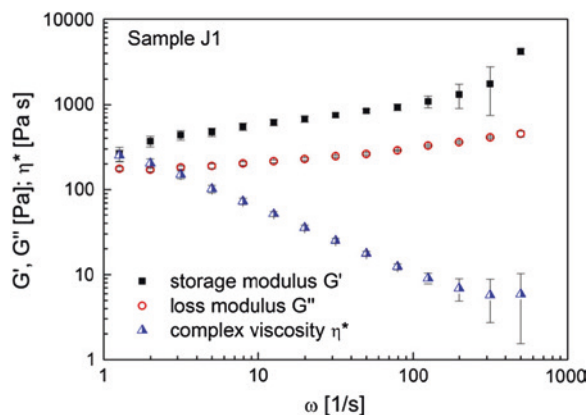 Sample J1
G', G" [Pa]; η* [Pa s]
10000
1000
100
10
1
storage modulus G'
loss modulus G"
complex viscosity η*
1 10 100 1000
ω [1/s]